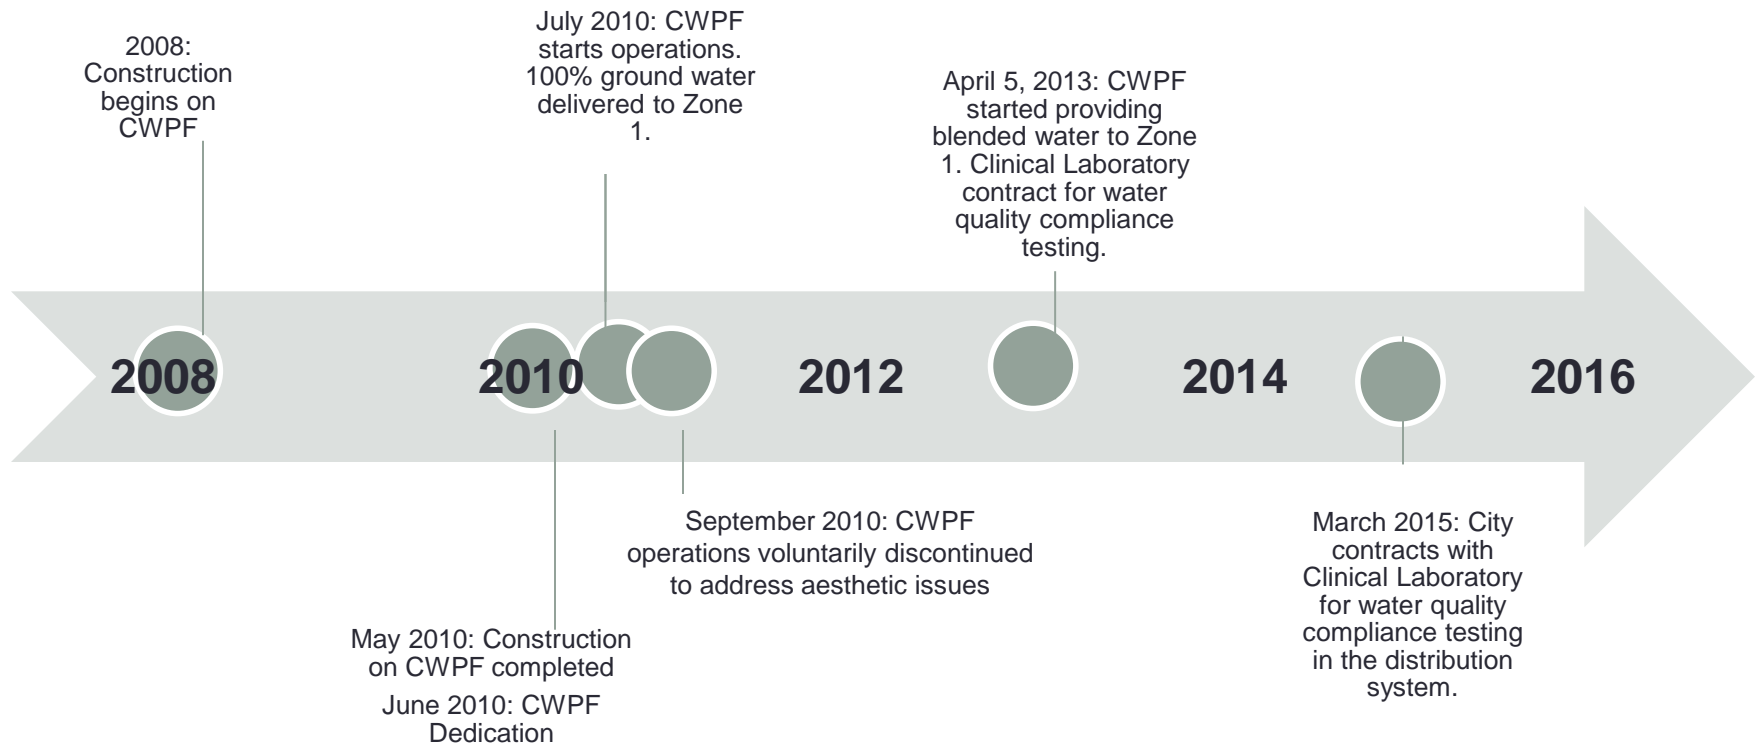 2008:
Construction
begins on
CWPF
July 2010: CWPF
starts operations.
100% ground water
delivered to Zone
1.
April 5, 2013: CWPF
started providing
blended water to Zone
1. Clinical Laboratory
contract for water
quality compliance
testing.
2008
2010
2012
2014
2016
September 2010: CWPF
operations voluntarily discontinued
to address aesthetic issues
May 2010: Construction
on CWPF completed
June 2010: CWPF
Dedication
March 2015: City
contracts with
Clinical Laboratory
for water quality
compliance testing
in the distribution
system.